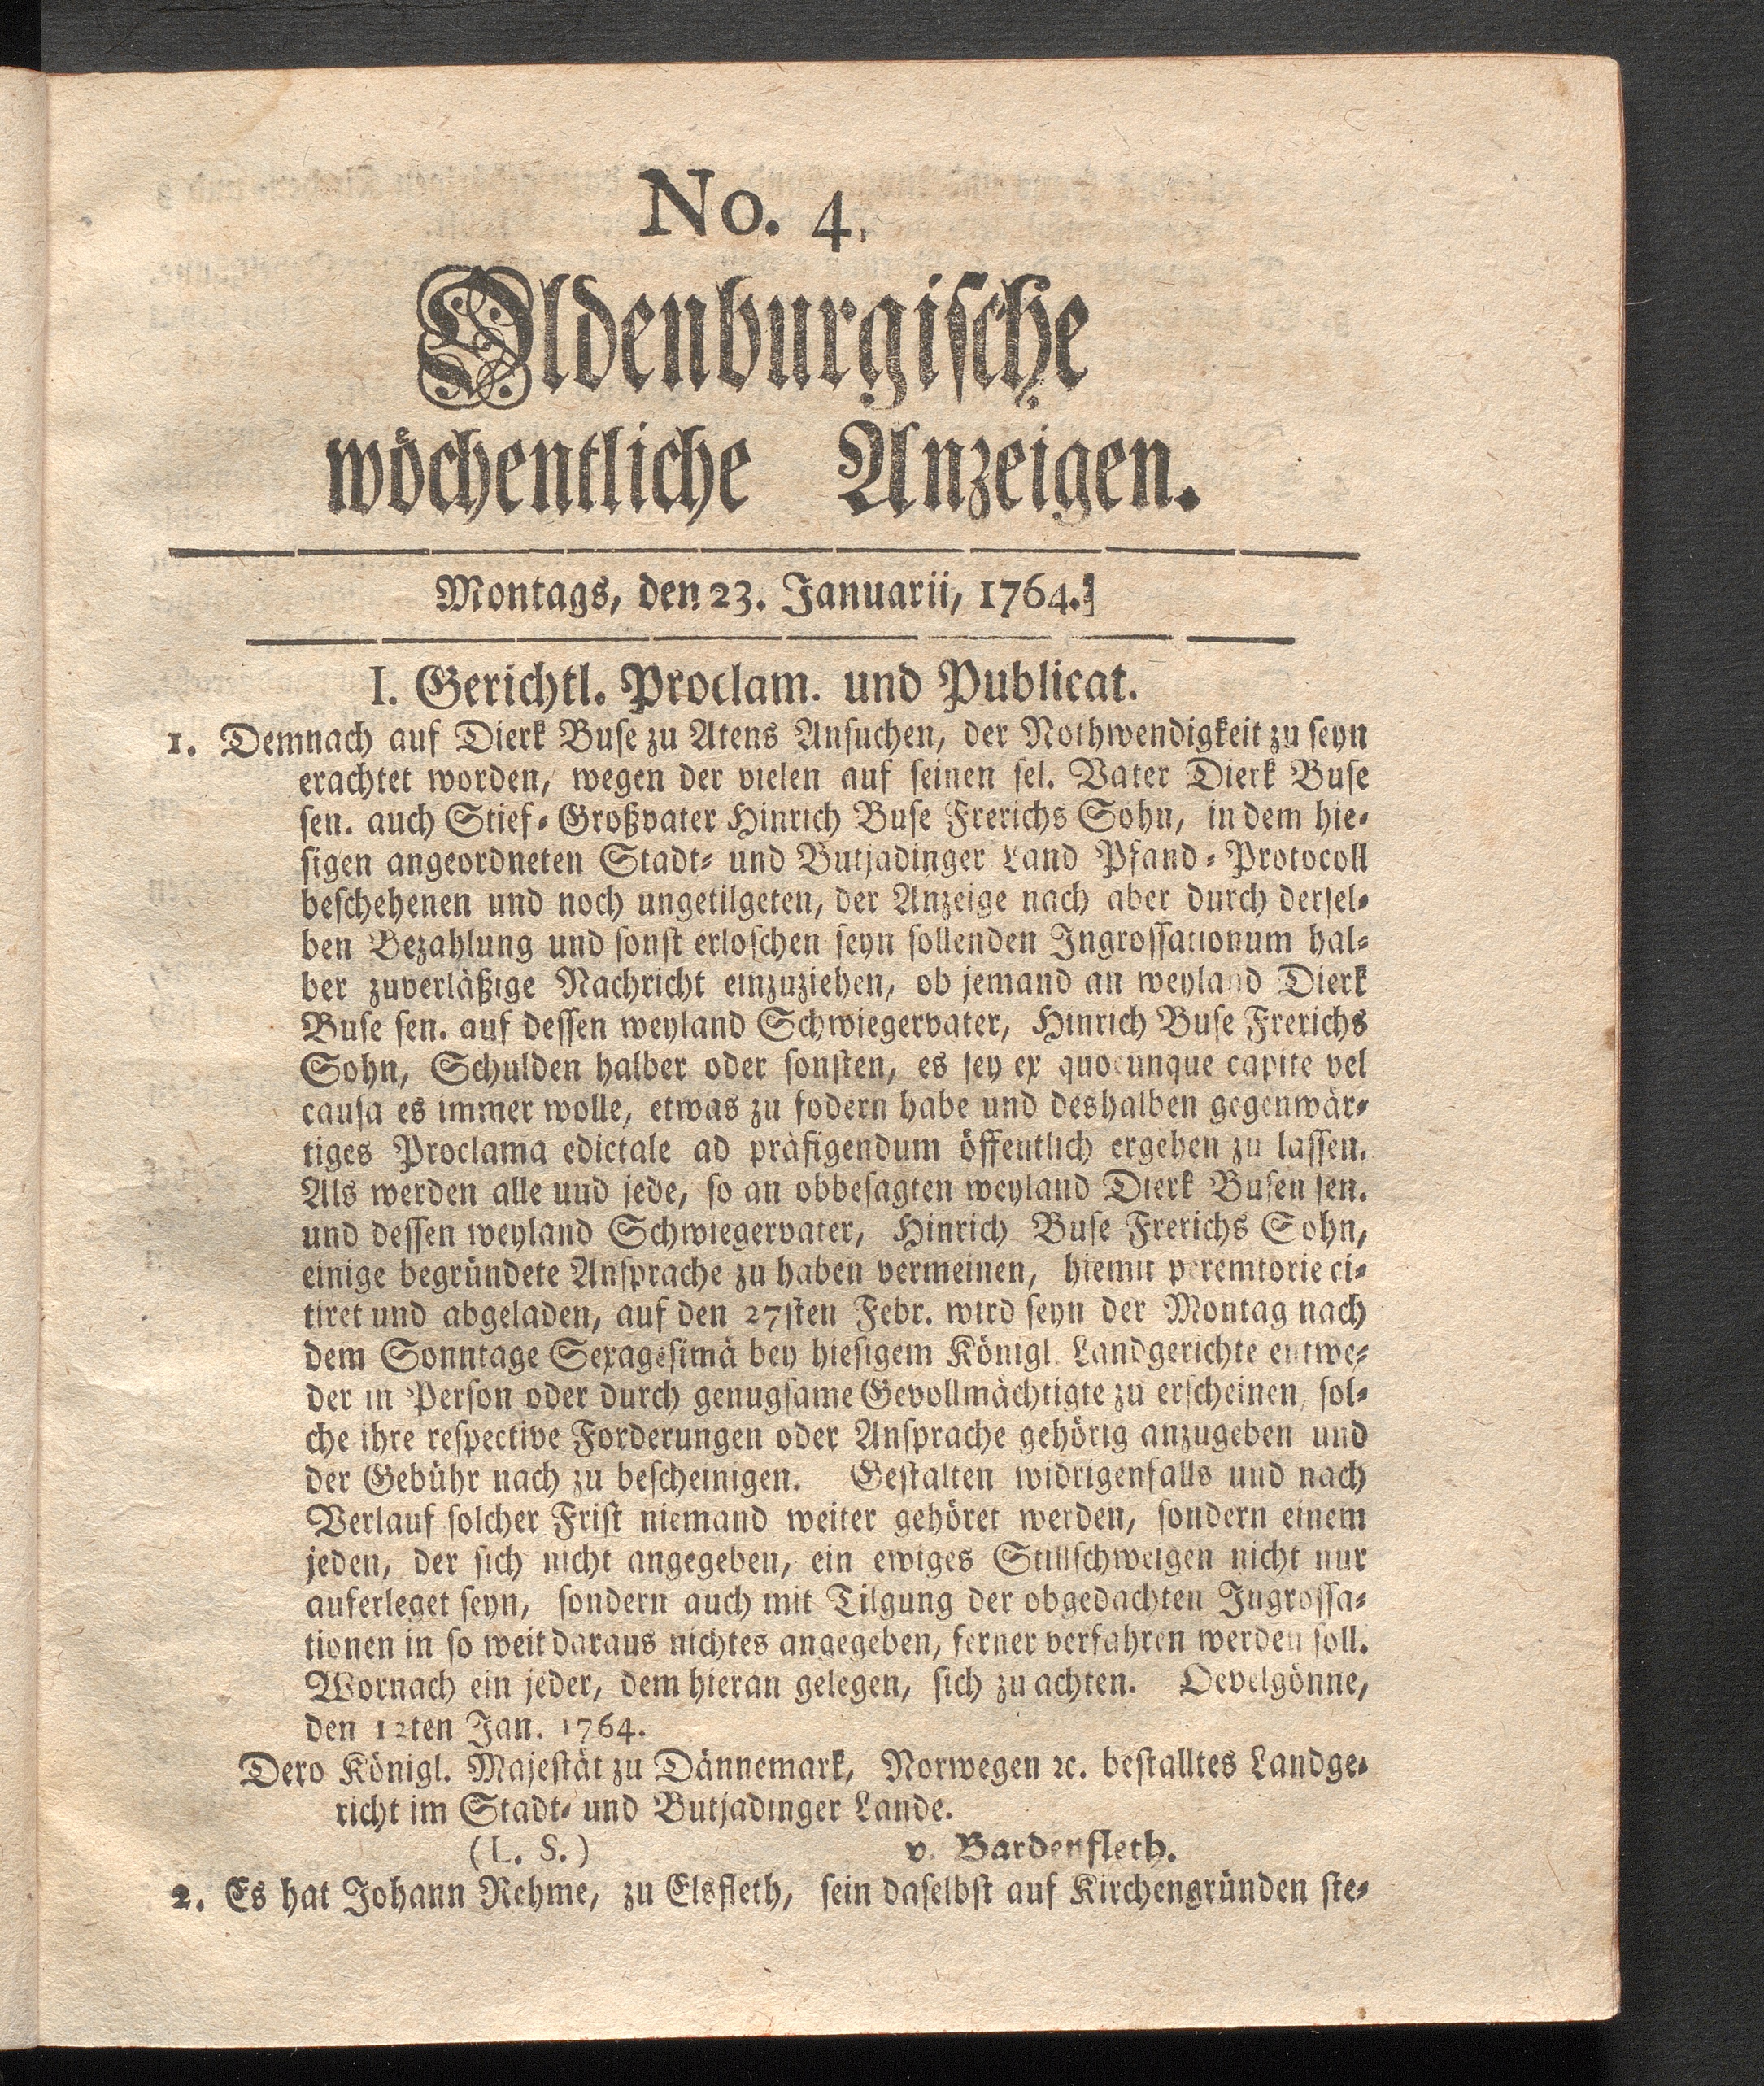 No. 4.
Oldenburgische
wöchentliche Anzeigen.
Montags, den 23. Januarii, 1764.
I. Gerichtl. Proclam. und Publicat.
1. Demnach auf Dierk Buse zu Atens Ansuchen, der Nothwendigkeit zu seyn
erachtet worden, wegen der vielen auf seinen sel. Vater Dierk Buse
sen. auch Stief-Großvater Hinrich Buse Frerichs Sohn, in dem hie-
sigen angeordneten Stadt- und Butjadinger Land Pfand-Protocoll
beschehenen und noch ungetilgeten, der Anzeige nach aber durch dersel-
ben Bezahlung und sonst erloschen seyn sollenden Ingrossationum hal-
ber zuverläßige Nachricht einzuziehen, ob jemand an weyland Dierk
Buse sen. auf dessen weyland Schwiegervater, Hinrich Buse Frerichs
Sohn, Schulden halber oder sonsten, es sey ex quocunque capite vel
causa es immer wolle, etwas zu fodern habe und deshalben gegenwär-
tiges Proclama edictale ad präfigendum öffentlich ergehen zu lassen.
Als werden alle uud jede, so an obbesagten weyland Dierk Busen sen.
und dessen weyland Schwiegervater, Hinrich Buse Frerichs Sohn,
einige begründete Ansprache zu haben vermeinen, hiemit peremtorie ci-
tiret und abgeladen, auf den 27sten Febr. wird seyn der Montag nach
dem Sonntage Sexagesimä bey hiesigem Königl. Landgerichte entwe-
der in Person oder durch genugsame Gevollmächtigte zu erscheinen, sol-
che ihre respective Forderungen oder Ansprache gehörig anzugeben und
der Gebühr nach zu bescheinigen. Gestalten widrigenfalls und nach
Verlauf solcher Frist niemand weiter gehöret werden, sondern einem
jeden, der sich nicht angegeben, ein ewiges Stillschweigen nicht nur
auferleget seyn, sondern auch mit Tilgung der obgedachten Ingrossa-
tionen in so weit daraus nichtes angegeben, ferner verfahren werden soll.
Wornach ein jeder, dem hieran gelegen, sich zu achten. Oevelgönne,
den 12ten Jan. 1764.
Dero Königl. Majestät zu Dännemark, Norwegen ꝛc. bestalltes Landge-
richt im Stadt- und Butjadinger Lande.
(L. S.) v. Bardenfleth.
2. Es hat Johann Rehme, zu Elsfleth, sein daselbst auf Kirchengründen ste-